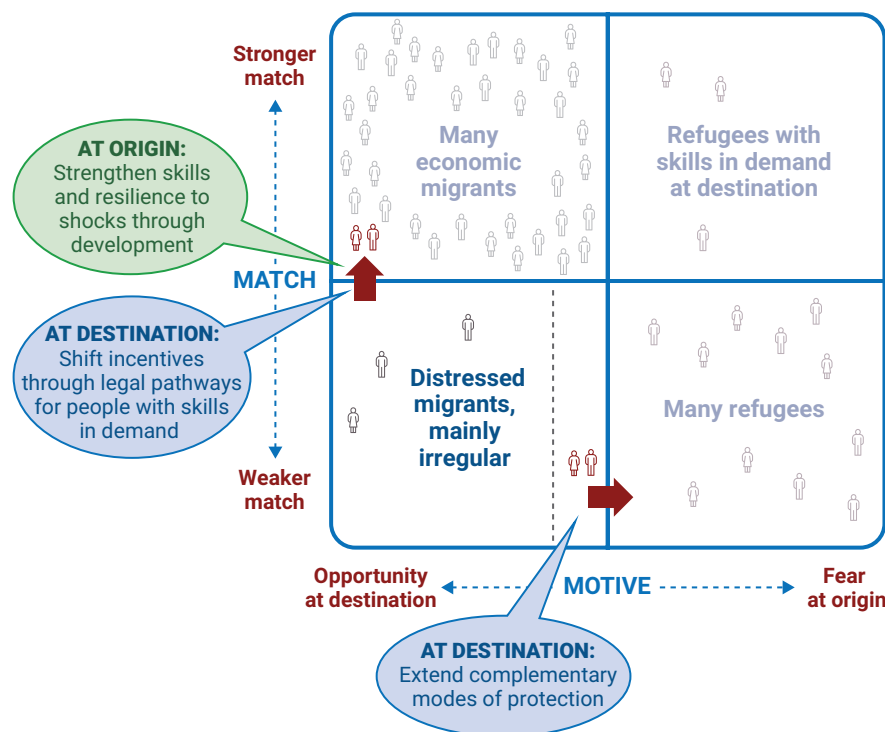 Stronger
match
AT ORIGIN:
Strengthen skills
and resilience to
shocks through
development
Many
economic
migrants
Refugees with
skills in demand
at destination
MATCH
AT DESTINATION:
Shift incentives
through legal pathways
for people with skills
in demand
Distressed
migrants,
mainly
irregular
Many refugees
Weaker
match
Opportunity
at destination
MOTIVE
Fear
at origin
AT DESTINATION:
Extend complementary
modes of protection